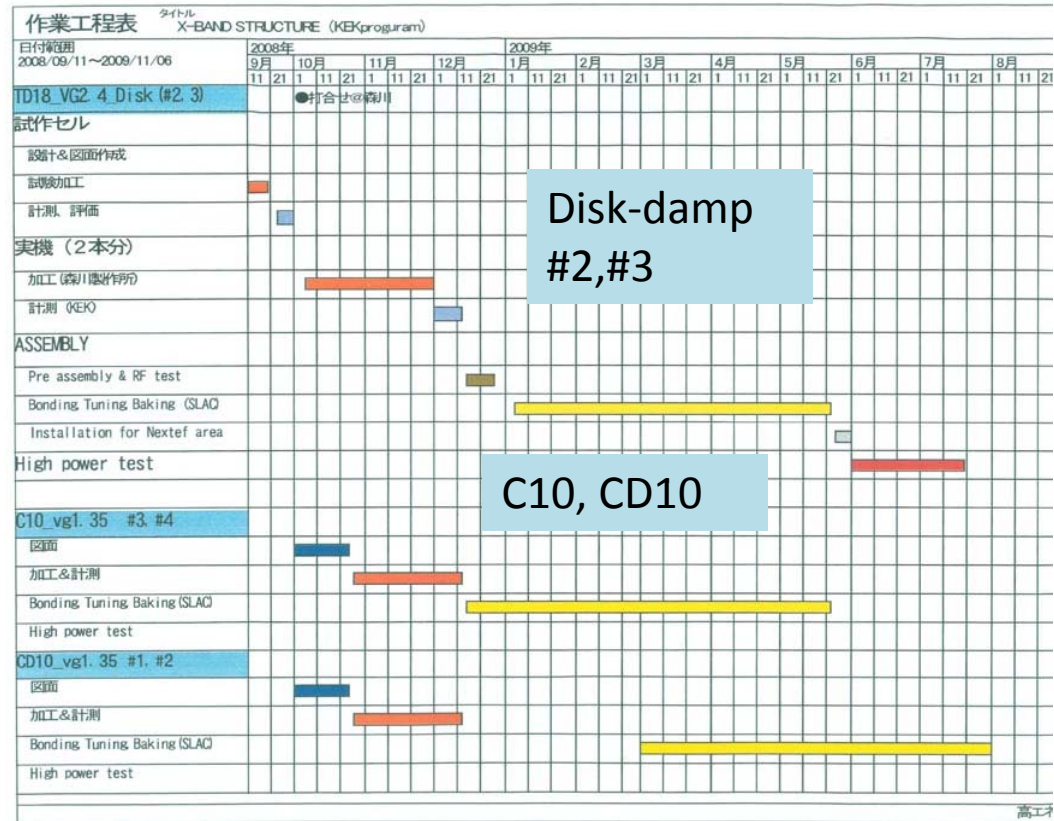 作業工程表
タイトル
X-BAND STRUCTURE (KEKproguram)
日付範囲
2008/09/11~2009/11/06
2008年 2009年
9月 10月 11月 12月 1月 2月 3月 4月 5月 6月 7月 8月
11 21 1 11 21 1 11 21 1 11 21 1 11 21 1 11 21 1 11 21 1 11 21 1 11 21 1 11 21 1 11 21 1 11 21
TD18_VG2.4_Disk (#2, 3)
●打合せ@森川
試作セル
設計&図面作成
試験加工
計測、評価
Disk-damp
#2,#3
実機（2本分）
加工(森川製作所)
計測 (KEK)
ASSEMBLY
Pre assembly & RF test
Bonding Tuning Baking (SLAC)
Installation for Nextef area
High power test
C10, CD10
C10_vg1.35 #3, #4
図面
加工&計測
Bonding Tuning Baking(SLAC)
High power test
CD10_vg1.35 #1, #2
図面
加工&計測
Bonding Tuning Baking(SLAC)
High power test
高エネ